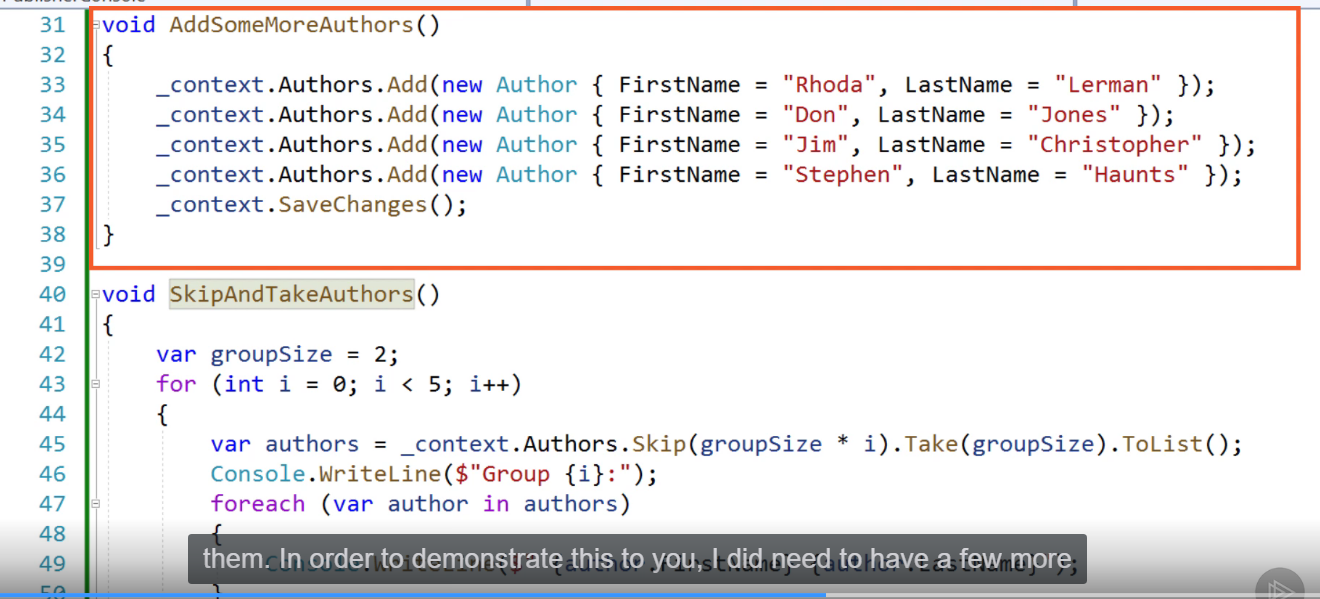 31 void AddSomeMoreAuthors()
32 {
33 _context.Authors.Add(new Author { FirstName = "Rhoda", LastName = "Lerman" });
34 _context.Authors.Add(new Author { FirstName = "Don", LastName = "Jones" });
35 _context.Authors.Add(new Author { FirstName = "Jim", LastName = "Christopher" });
36 _context.Authors.Add(new Author { FirstName = "Stephen", LastName = "Haunts" });
37 _context.SaveChanges();
38 }
39
40 void SkipAndTakeAuthors()
41 {
42 var groupSize = 2;
43 for (int i = 0; i < 5; i++)
44 {
45 var authors = _context.Authors.Skip(groupSize * i).Take(groupSize).ToList();
46 Console.WriteLine($"Group {i}:");
47 foreach (var author in authors)
48 {
49
them. In order to demonstrate this to you, I did need to have a few more
50 }